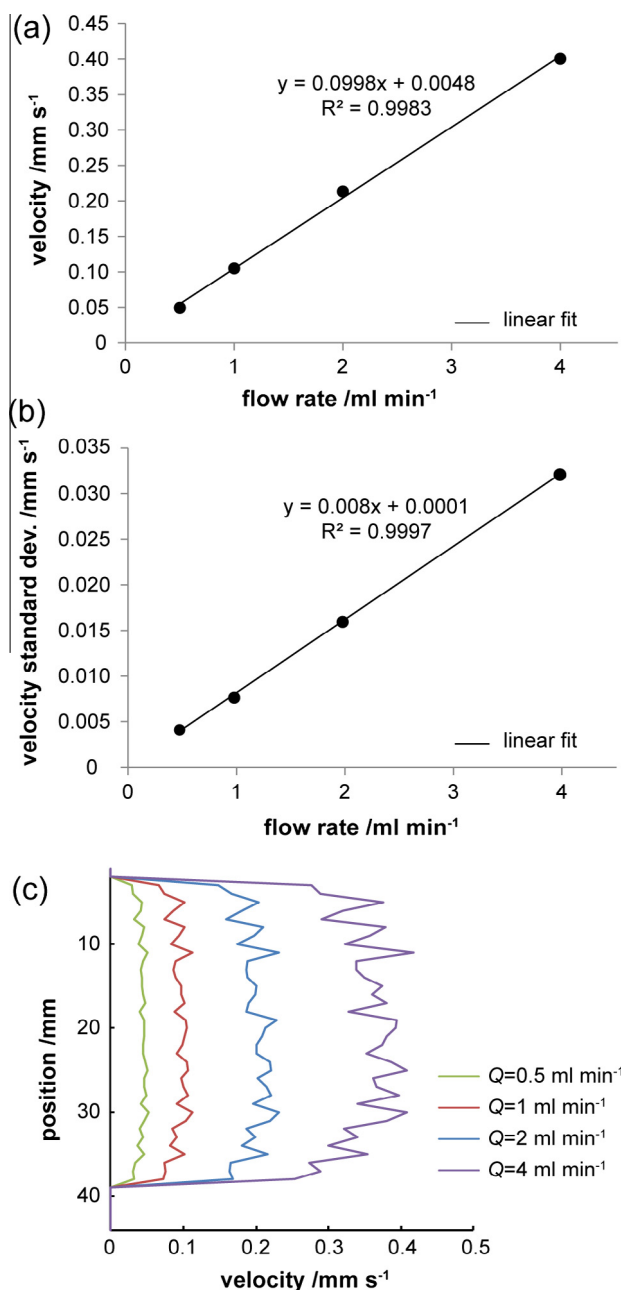 (a)
0.45
0.40
0.35
0.30
0.25
0.20
0.15
0.10
0.05
0
velocity /mm s⁻¹
y = 0.0998x + 0.0048
R² = 0.9983
linear fit
0 1 2 3 4
flow rate /ml min⁻¹
(b)
0.035
0.030
0.025
0.020
0.015
0.010
0.005
0
velocity standard dev. /mm s⁻¹
y = 0.008x + 0.0001
R² = 0.9997
linear fit
0 1 2 3 4
flow rate /ml min⁻¹
(c)
10
20
30
40
position /mm
Q=0.5 ml min⁻¹
Q=1 ml min⁻¹
Q=2 ml min⁻¹
Q=4 ml min⁻¹
0 0.1 0.2 0.3 0.4 0.5
velocity /mm s⁻¹